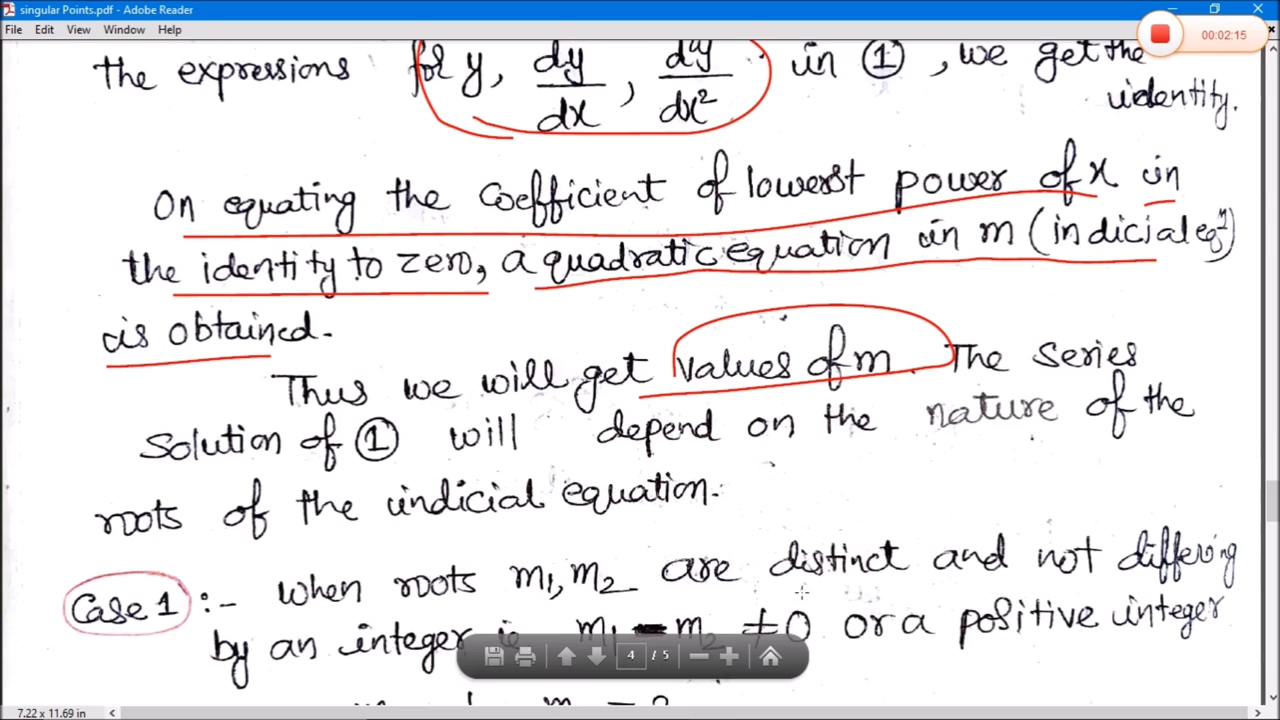 singular Points.pdf - Adobe Reader
File Edit View Window Help
00:02:15
the expressions for y, dy/dx, d²y/dx² in ①, we get the
identity.
On equating the coefficient of lowerst power of x in
the identity to zero, a quadratic equation in m (indicial eqⁿ)
is obtained.
Thus we will get values of m. The series
solution of ① will depend on the nature of the
roots of the indicial equation.
Case 1 :- when roots m₁, m₂ are distinct and not differing
by an integer ie m₁ - m₂ ≠ 0 or a positive integer
4 / 5
7.22 x 11.69 in